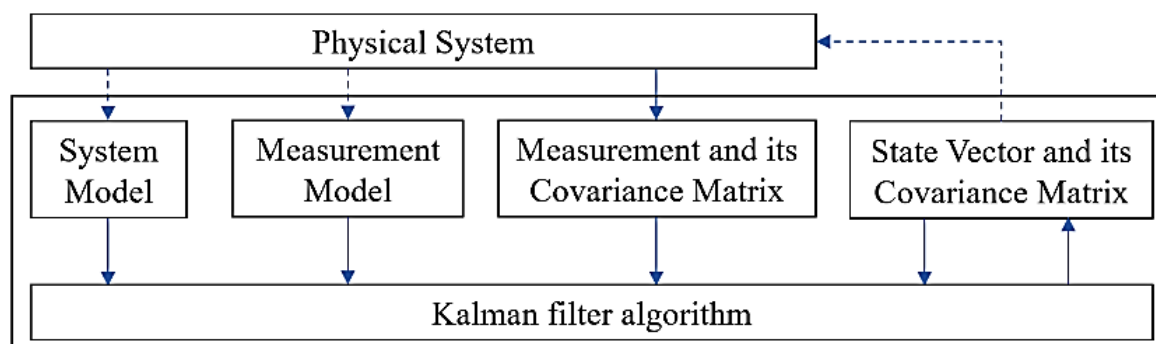 Physical System
System
Model
Measurement
Model
Measurement and its
Covariance Matrix
State Vector and its
Covariance Matrix
Kalman filter algorithm